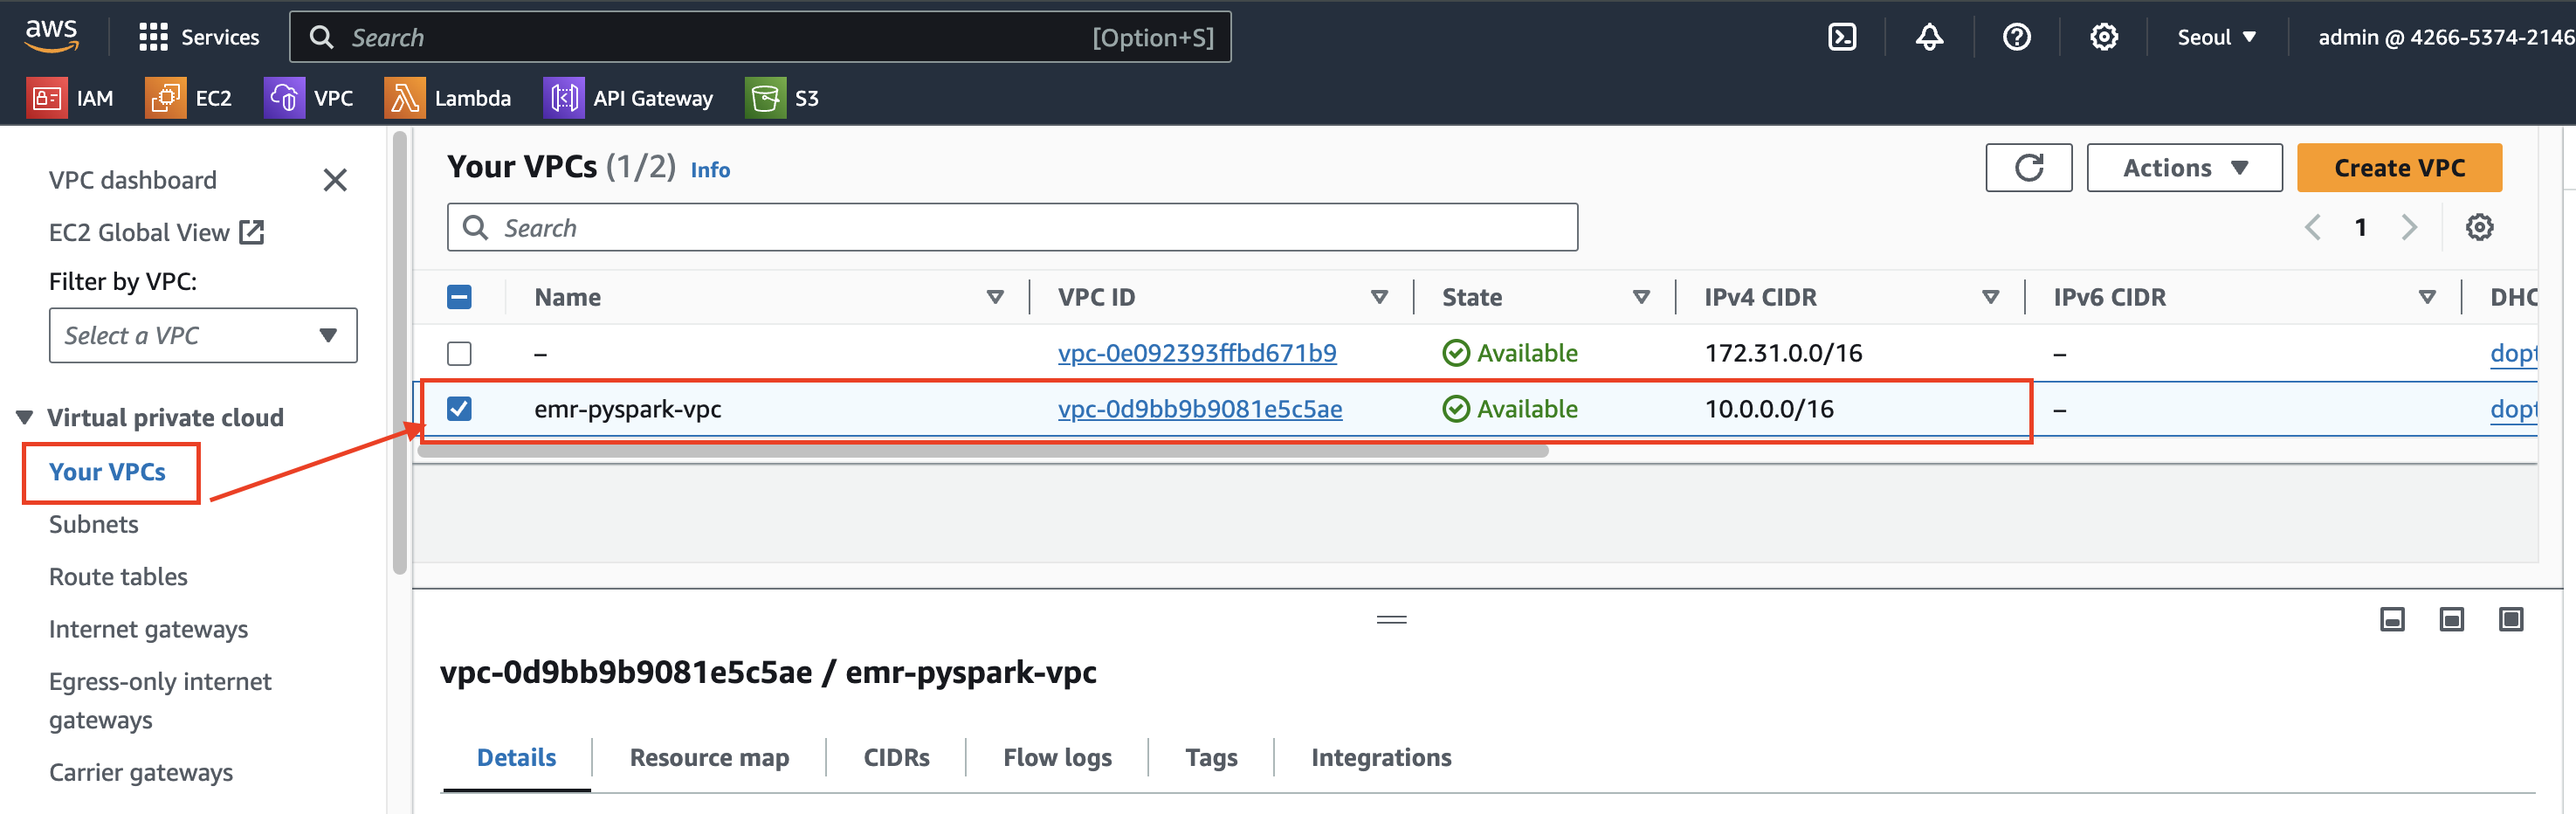 aws
Services
Search
[Option+S]
Seoul
admin @ 4266-5374-2146
IAM
EC2
VPC
Lambda
API Gateway
S3
VPC dashboard
EC2 Global View
Filter by VPC:
Select a VPC
Virtual private cloud
Your VPCs
Subnets
Route tables
Internet gateways
Egress-only internet
gateways
Carrier gateways
Your VPCs (1/2) Info
Actions
Create VPC
Search
1
Name VPC ID State IPv4 CIDR IPv6 CIDR DHC
– vpc-0e092393ffbd671b9 Available 172.31.0.0/16 – dopt
emr-pyspark-vpc vpc-0d9bb9b9081e5c5ae Available 10.0.0.0/16 – dopt
vpc-0d9bb9b9081e5c5ae / emr-pyspark-vpc
Details Resource map CIDRs Flow logs Tags Integrations